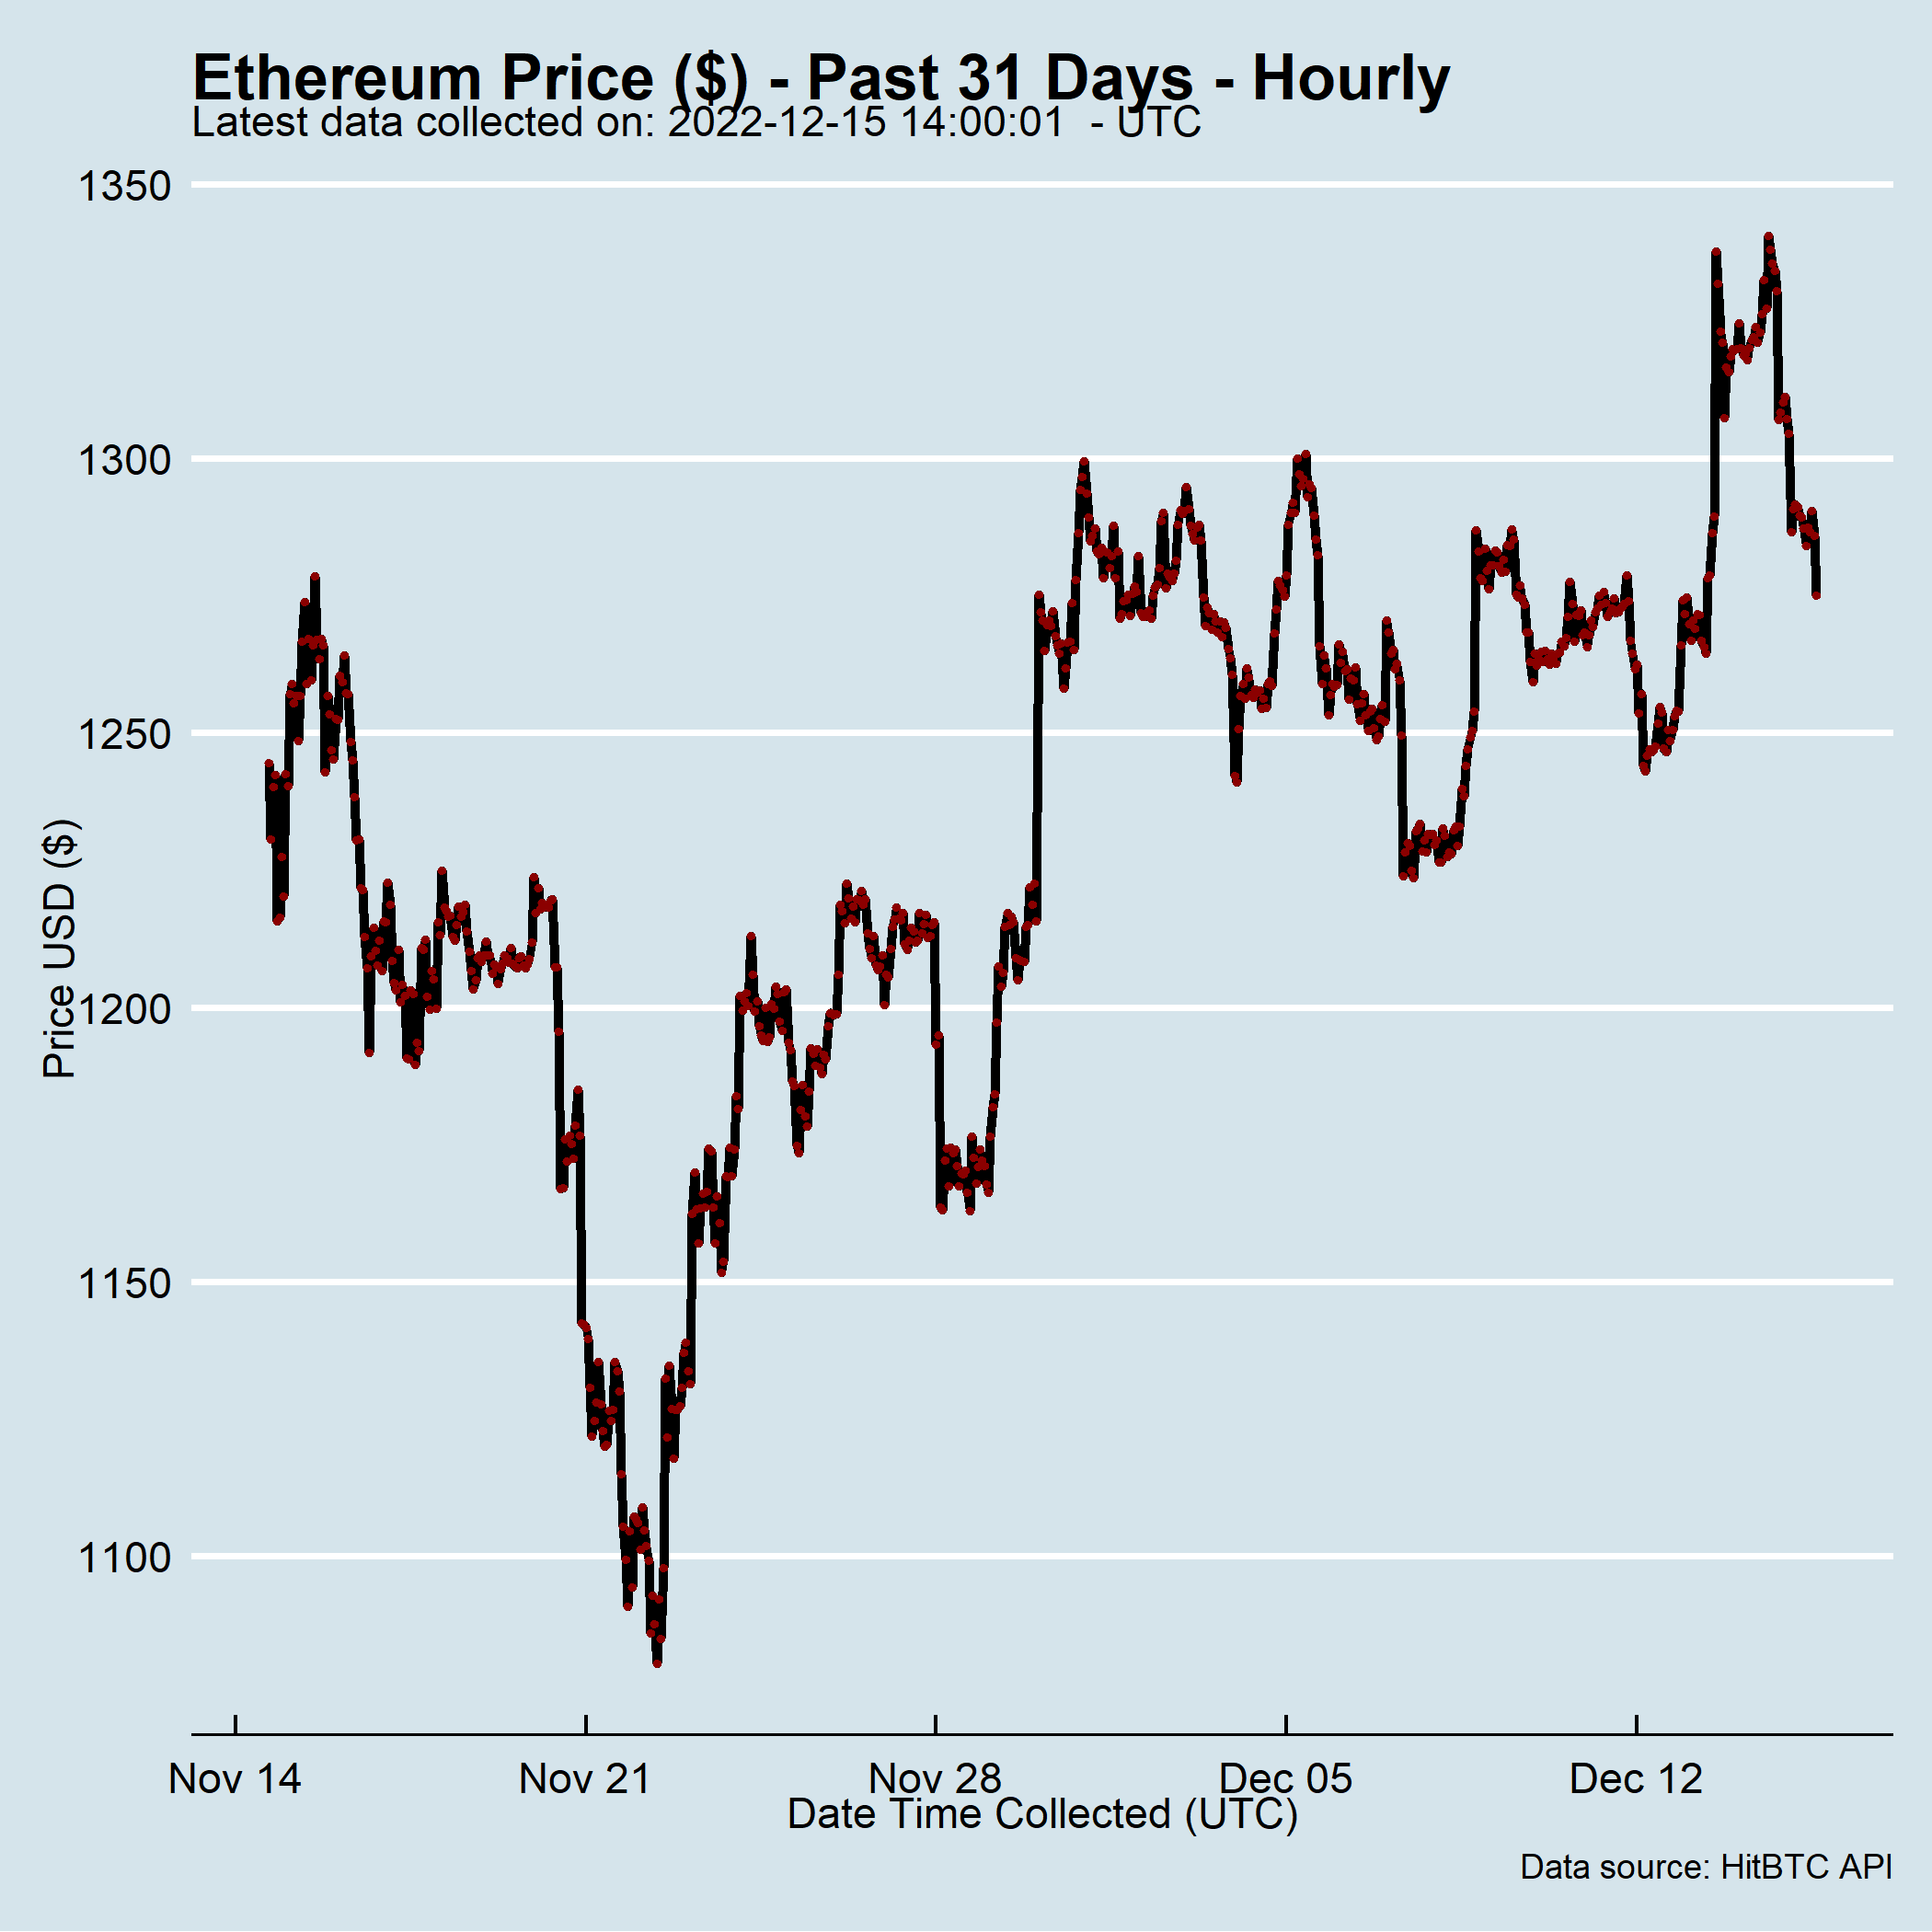 Ethereum Price ($) - Past 31 Days - Hourly
Latest data collected on: 2022-12-15 14:00:01  - UTC
1350
1300
1250
1200
1150
1100
Price USD ($)
Nov 14
Nov 21
Nov 28
Dec 05
Dec 12
Date Time Collected (UTC)
Data source: HitBTC API